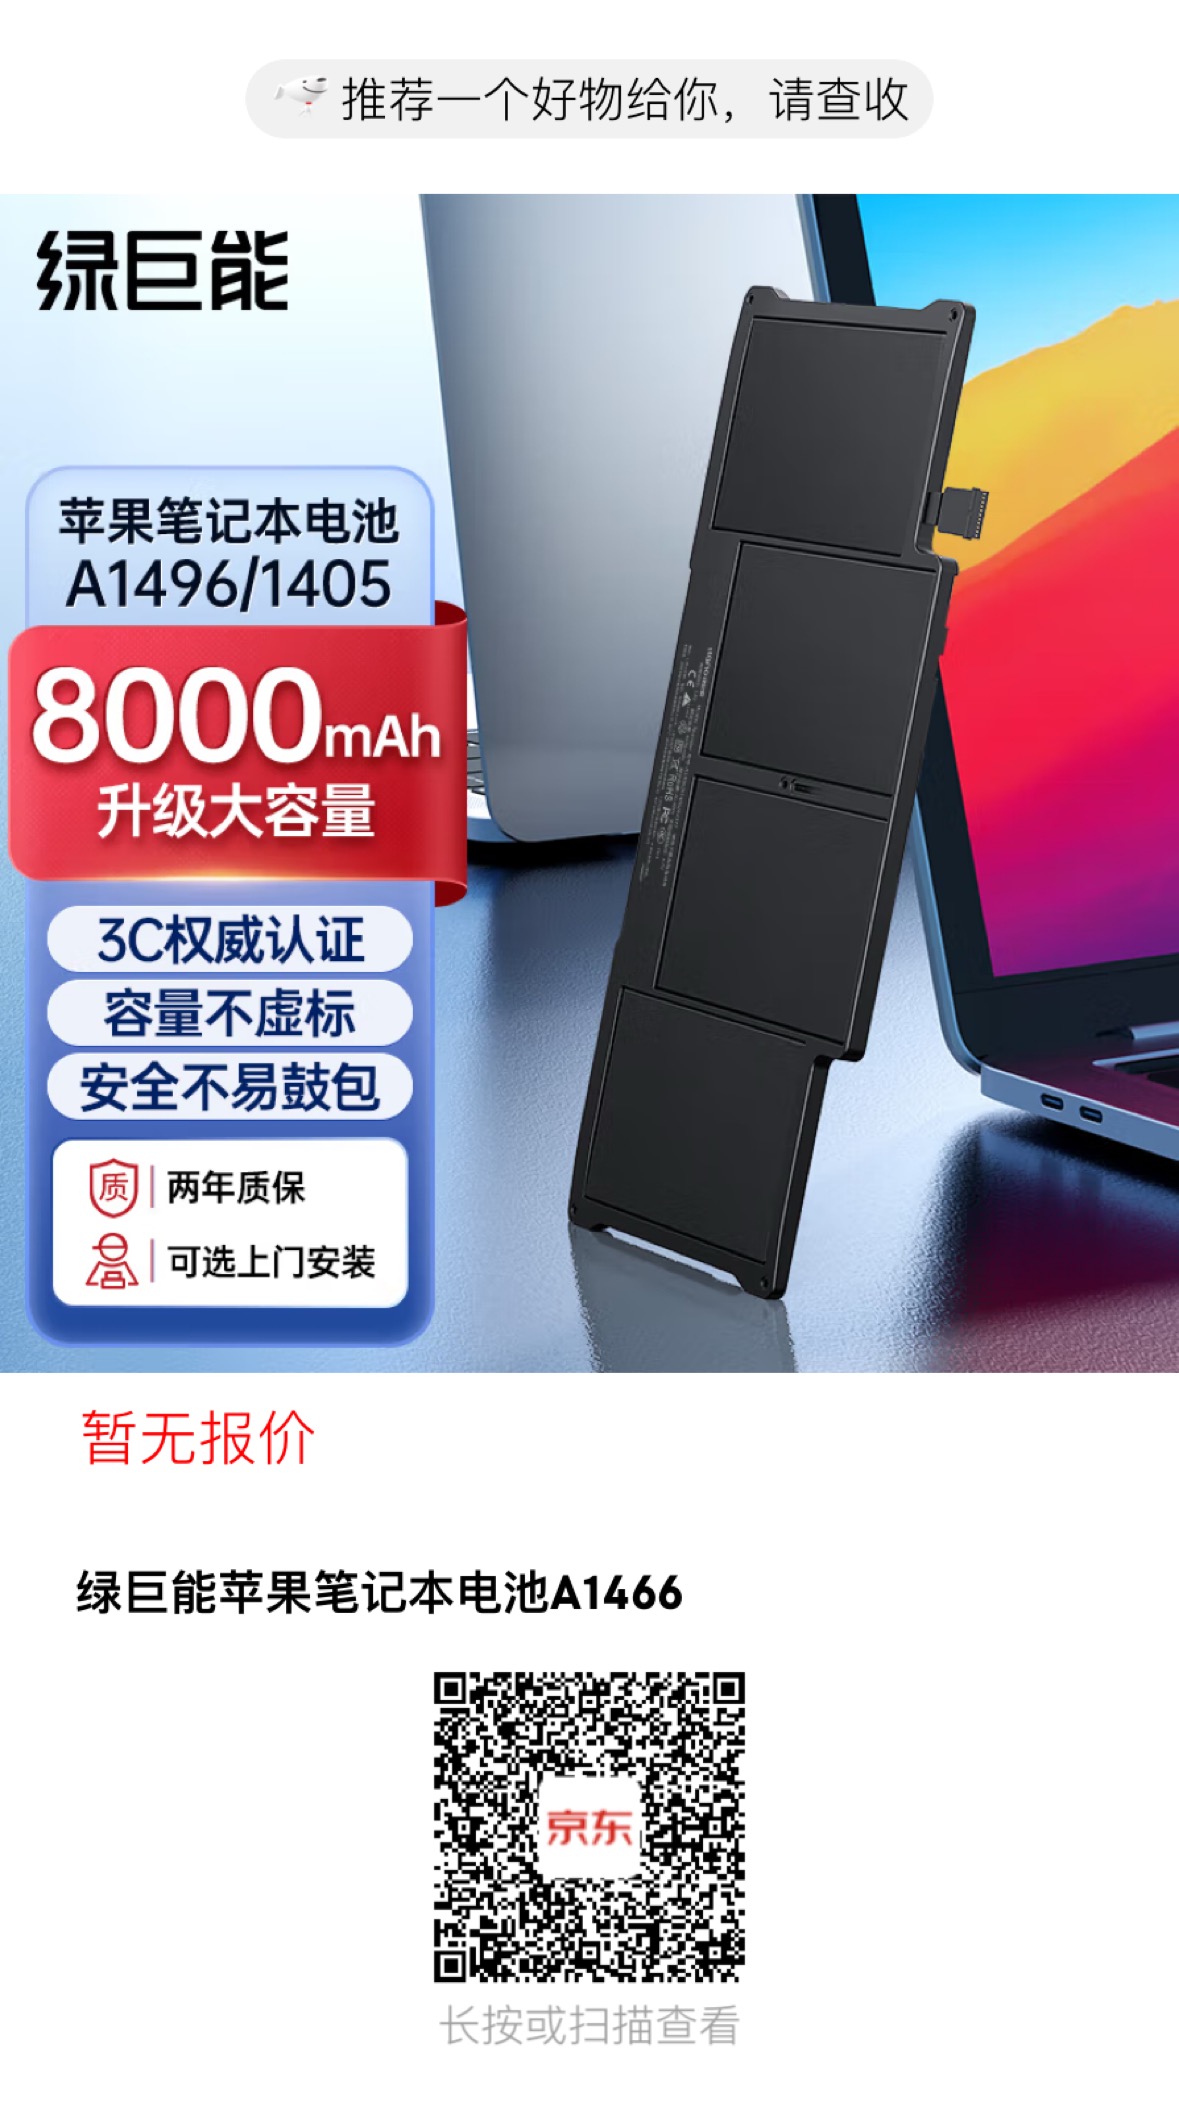 推荐一个好物给你，请查收
绿巨能
苹果笔记本电池
A1496/1405
8000mAh
升级大容量
3C权威认证
容量不虚标
安全不易鼓包
质 两年质保
可选上门安装
暂无报价
绿巨能苹果笔记本电池A1466
京东
长按或扫描查看